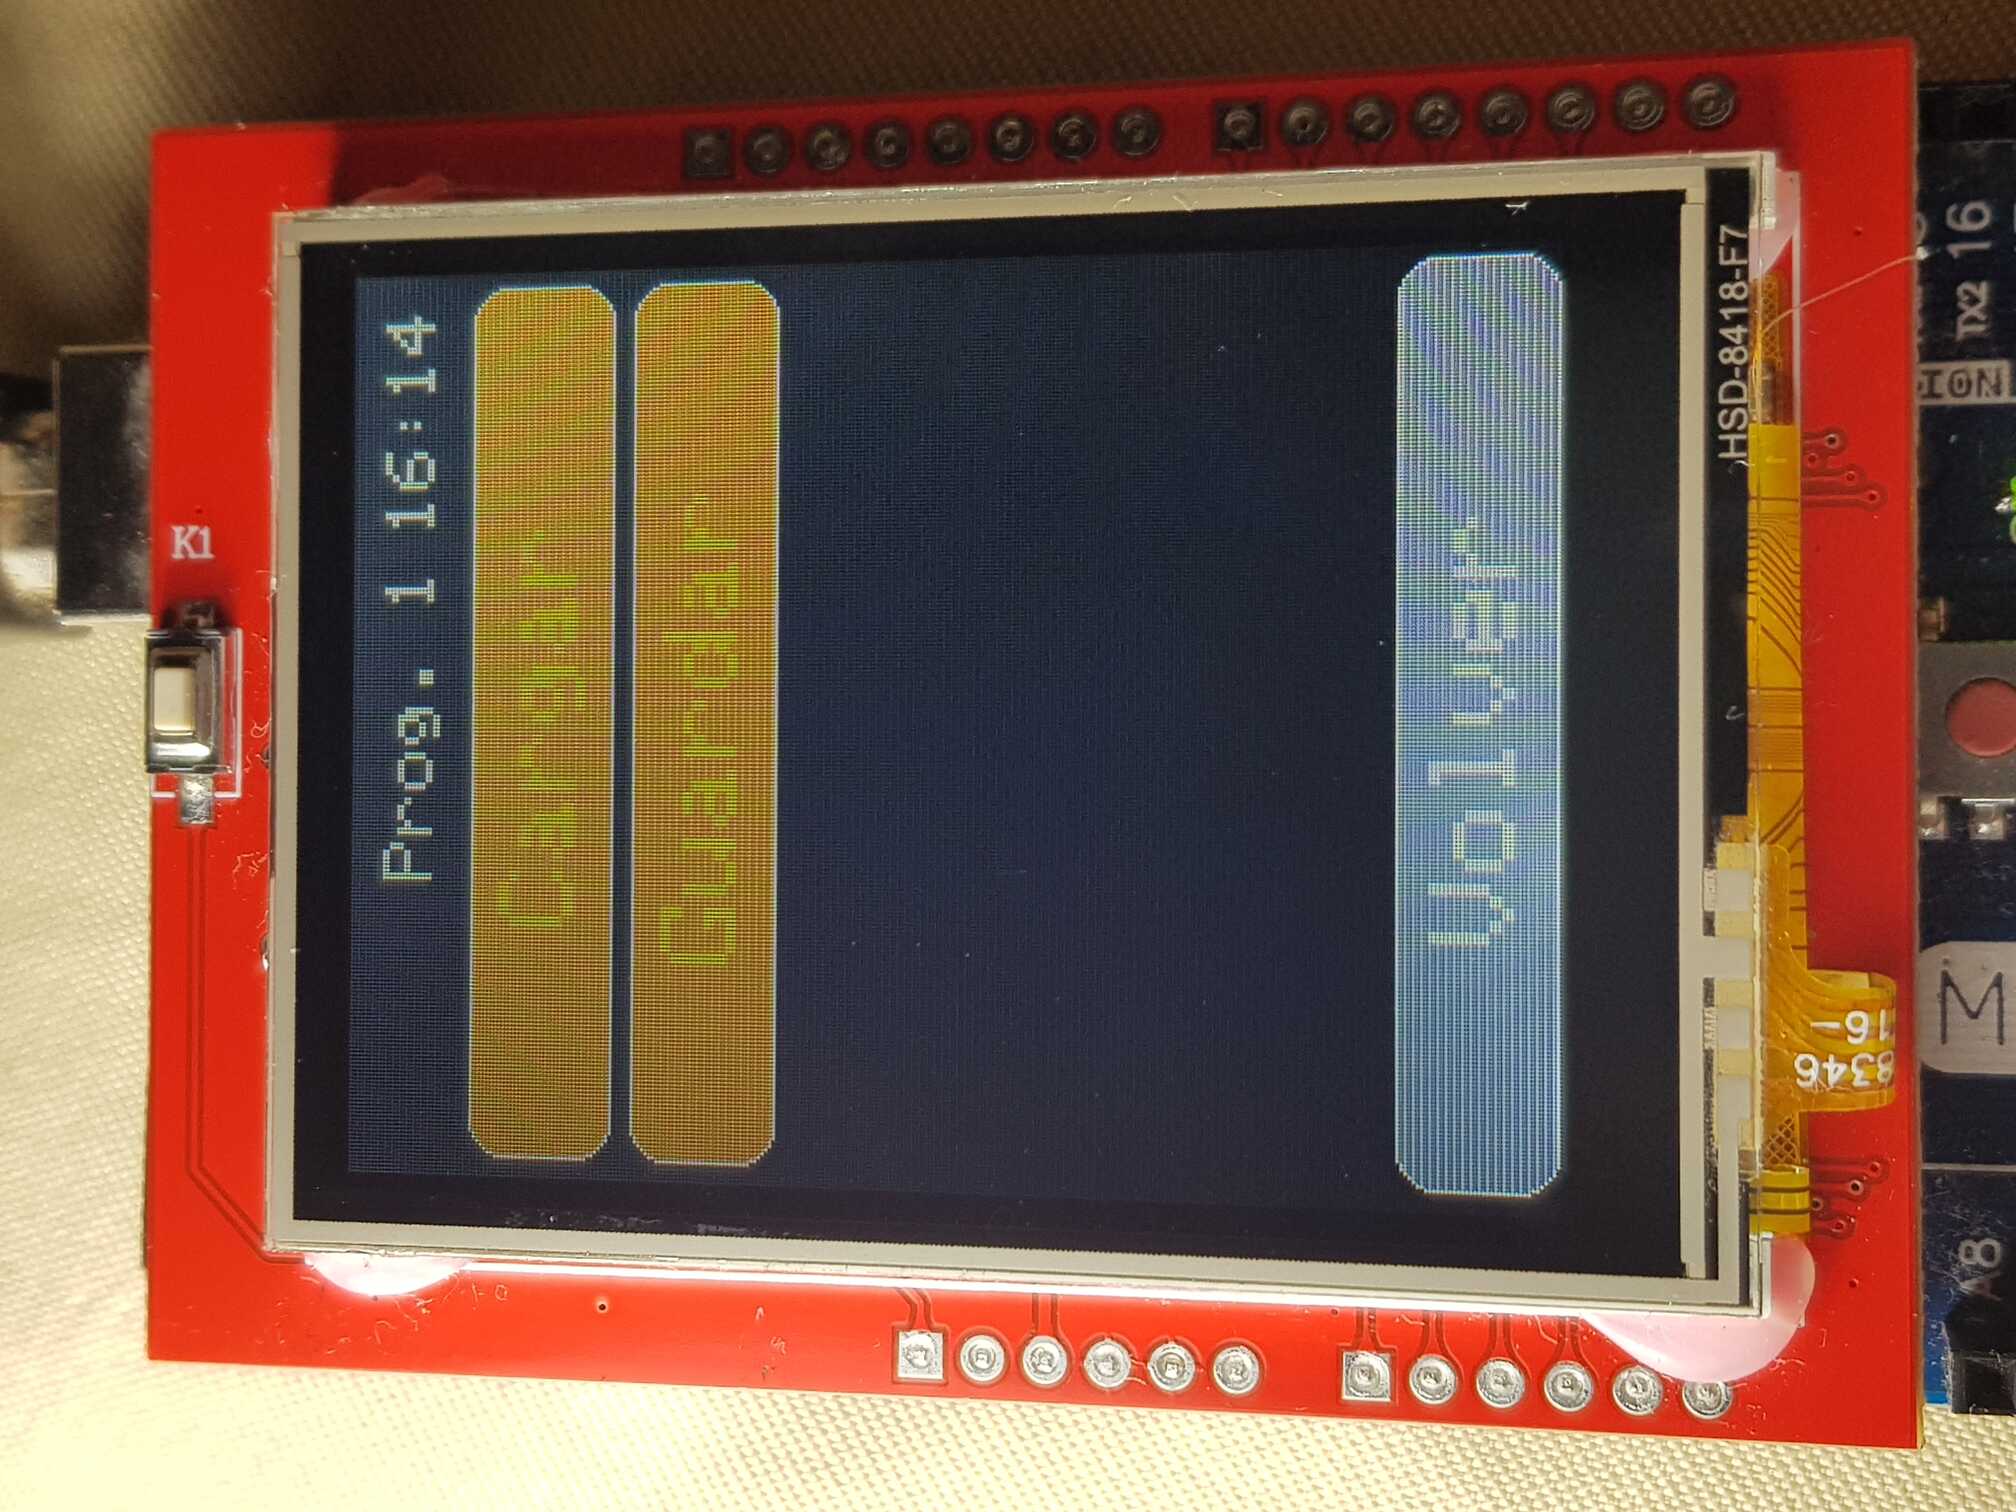 K1
Prog. 1 16:14
Cargar
Guardar
Volver
HSD-8418-F7
8346
16-
A8
M
TX2 16